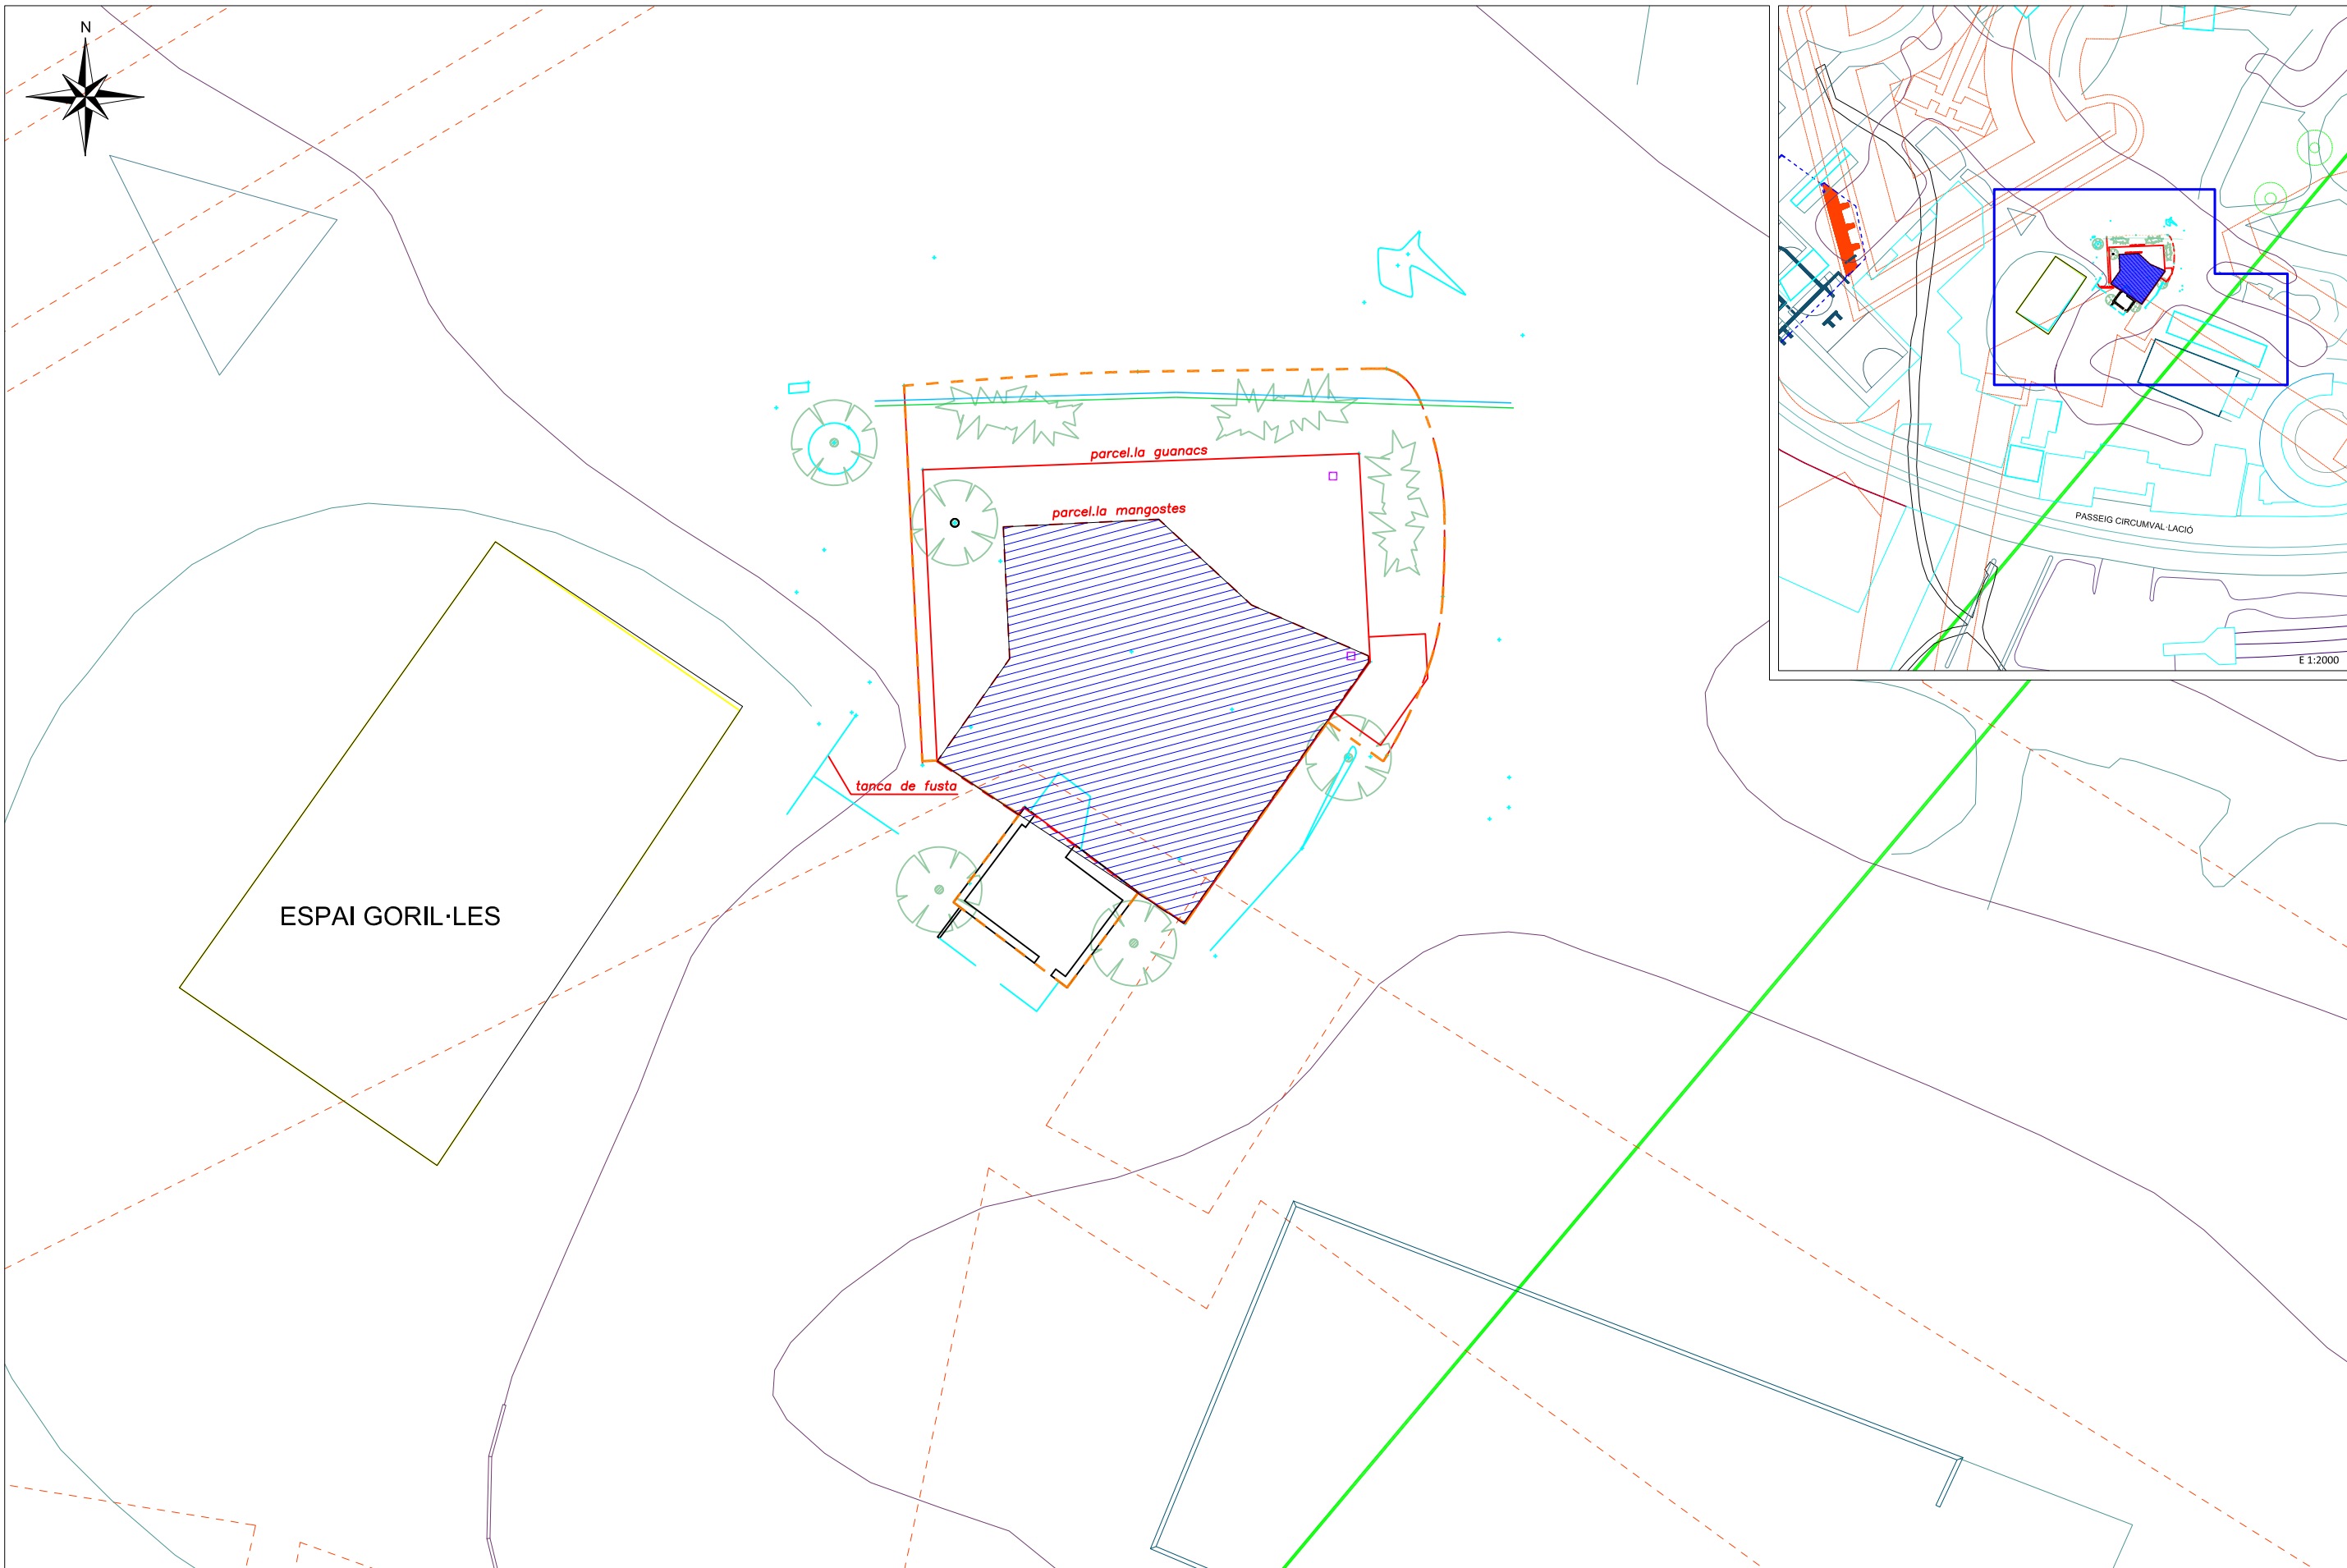 N
parcel.la guanacs
parcel.la mangostes
tanca de fusta
ESPAI GORIL·LES
F
PASSEIG CIRCUMVAL·LACIÓ
E 1:2000